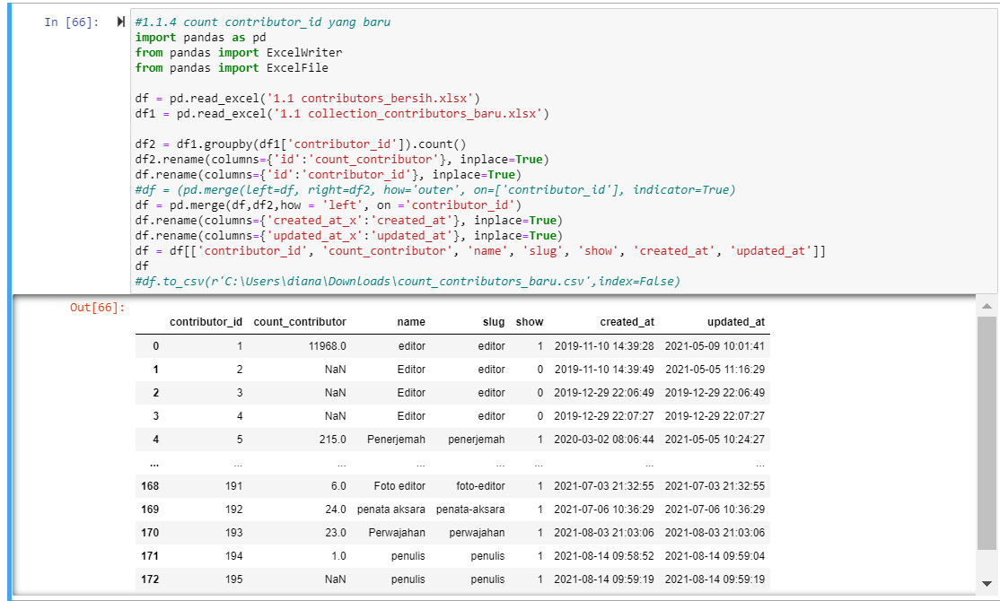 In [66]:
#1.1.4 count contributor_id yang baru
import pandas as pd
from pandas import ExcelWriter
from pandas import ExcelFile
df = pd.read_excel('1.1 contributors_bersih.xlsx')
df1 = pd.read_excel('1.1 collection_contributors_baru.xlsx')
df2 = df1.groupby(df1['contributor_id']).count()
df2.rename(columns={'id':'count_contributor'}, inplace=True)
df.rename(columns={'id':'contributor_id'}, inplace=True)
#df = (pd.merge(left=df, right=df2, how='outer', on=['contributor_id'], indicator=True)
df = pd.merge(df,df2,how = 'left', on ='contributor_id')
df.rename(columns={'created_at_x':'created_at'}, inplace=True)
df.rename(columns={'updated_at_x':'updated_at'}, inplace=True)
df = df[['contributor_id', 'count_contributor', 'name', 'slug', 'show', 'created_at', 'updated_at']]
df
#df.to_csv(r'C:\Users\diana\Downloads\count_contributors_baru.csv',index=False)
Out[66]:
contributor_id count_contributor name slug show created_at updated_at
0 1 11968.0 editor editor 1 2019-11-10 14:39:28 2021-05-09 10:01:41
1 2 NaN Editor editor 0 2019-11-10 14:39:49 2021-05-05 11:16:29
2 3 NaN Editor editor 0 2019-12-29 22:06:49 2019-12-29 22:06:49
3 4 NaN Editor editor 0 2019-12-29 22:07:27 2019-12-29 22:07:27
4 5 215.0 Penerjemah penerjemah 1 2020-03-02 08:06:44 2021-05-05 10:24:27
... ... ... ... ... ... ... ...
168 191 6.0 Foto editor foto-editor 1 2021-07-03 21:32:55 2021-07-03 21:32:55
169 192 24.0 penata aksara penata-aksara 1 2021-07-06 10:36:29 2021-07-06 10:36:29
170 193 23.0 Perwajahan perwajahan 1 2021-08-03 21:03:06 2021-08-03 21:03:06
171 194 1.0 penulis penulis 1 2021-08-14 09:58:52 2021-08-14 09:59:04
172 195 NaN penulis penulis 1 2021-08-14 09:59:19 2021-08-14 09:59:19